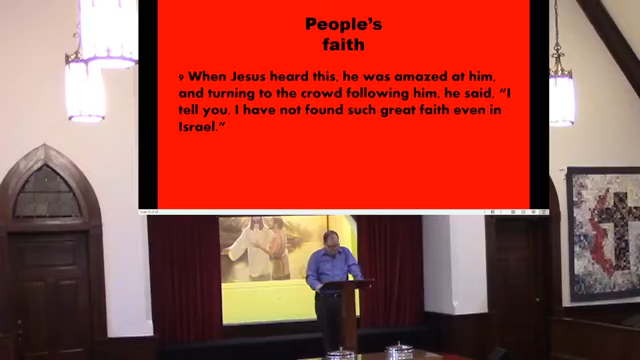 People's
faith
9 When Jesus heard this, he was amazed at him,
and turning to the crowd following him, he said, "I
tell you, I have not found such great faith even in
Israel."